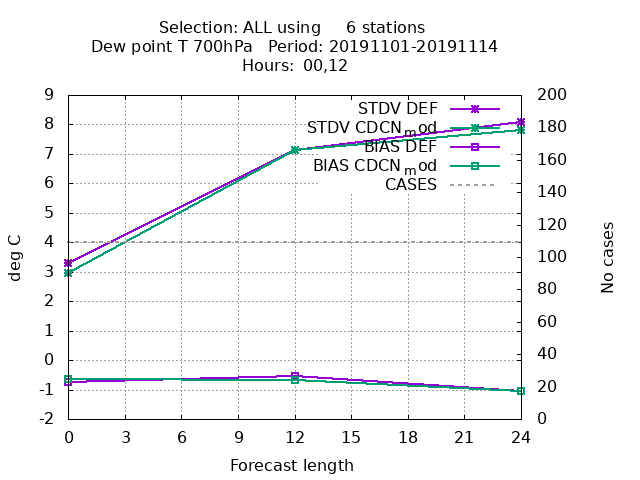 Selection: ALL using 6 stations
Dew point T 700hPa Period: 20191101-20191114
Hours: 00,12
STDV DEF
STDV CDCNmod
BIAS DEF
BIAS CDCNmod
CASES
9
8
7
6
5
4
3
2
1
0
-1
-2
deg C
200
180
160
140
120
100
80
60
40
20
0
No cases
0 3 6 9 12 15 18 21 24
Forecast length